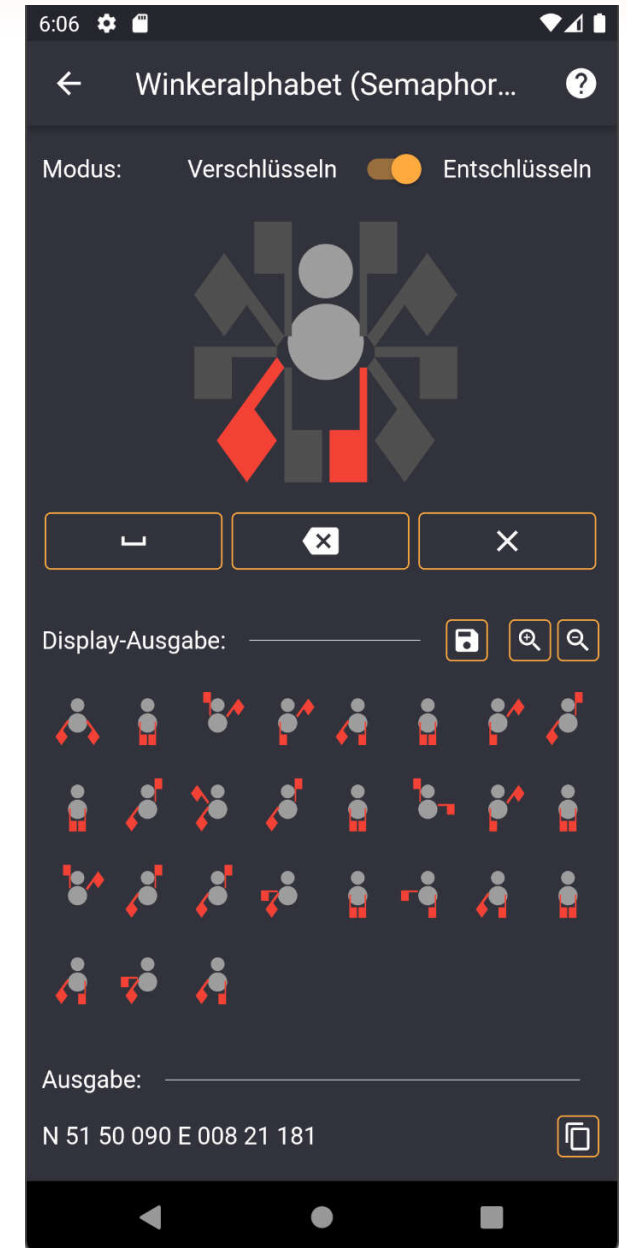 6:06
Winkeralphabet (Semaphor...
Modus: Verschlüsseln Entschlüsseln
Display-Ausgabe:
Ausgabe:
N 51 50 090 E 008 21 181